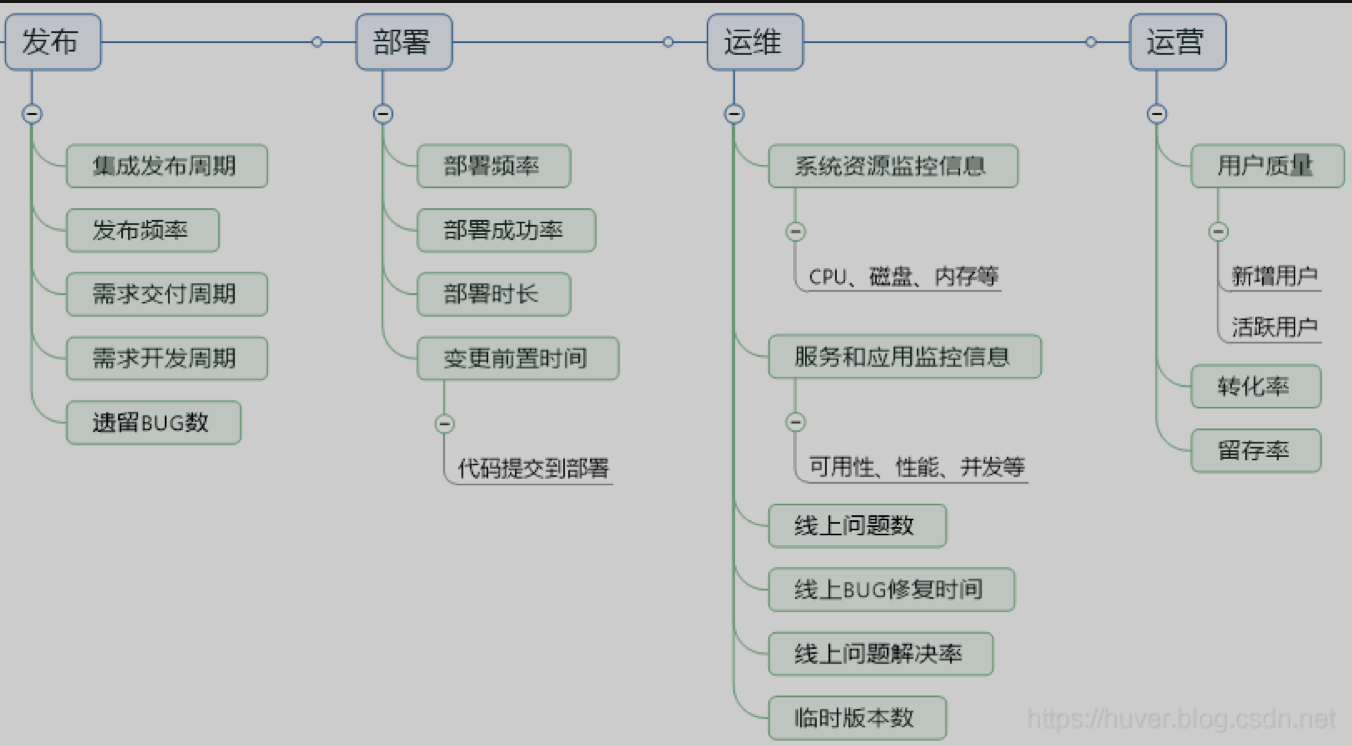 发布
集成发布周期
发布频率
需求交付周期
需求开发周期
遗留BUG数
部署
部署频率
部署成功率
部署时长
变更前置时间
代码提交到部署
运维
系统资源监控信息
CPU、磁盘、内存等
服务和应用监控信息
可用性、性能、并发等
线上问题数
线上BUG修复时间
线上问题解决率
临时版本数
运营
用户质量
新增用户
活跃用户
转化率
留存率
https://huver.blog.csdn.net